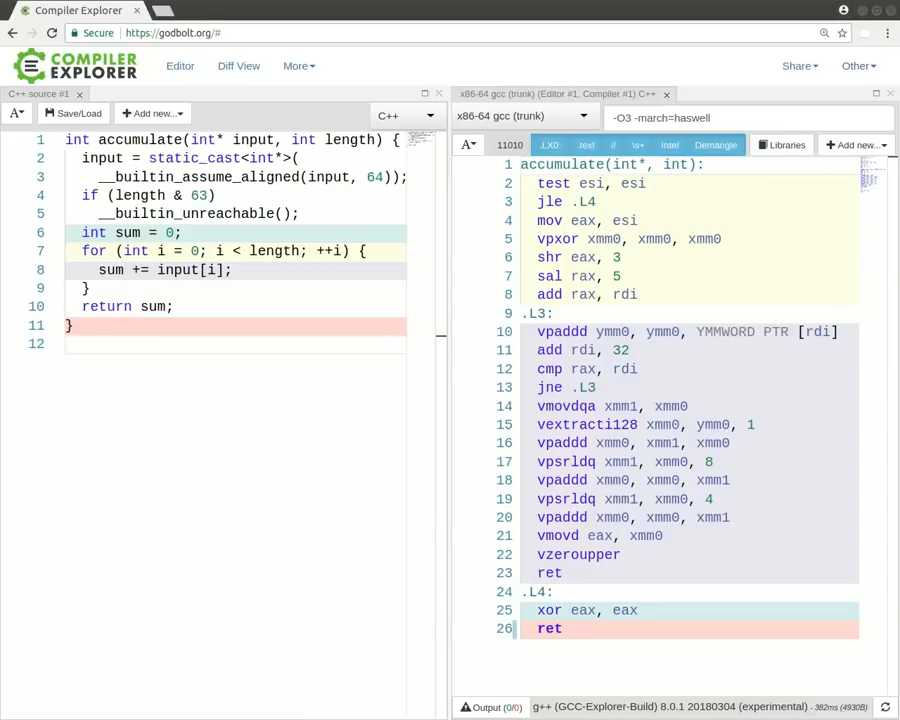 Compiler Explorer
Secure https://godbolt.org/#
COMPILER EXPLORER Editor Diff View More Share Other
C++ source #1
A Save/Load Add new... C++
1 int accumulate(int* input, int length) {
2 input = static_cast<int*>(
3 __builtin_assume_aligned(input, 64));
4 if (length & 63)
5 __builtin_unreachable();
6 int sum = 0;
7 for (int i = 0; i < length; ++i) {
8 sum += input[i];
9 }
10 return sum;
11 }
12
x86-64 gcc (trunk) (Editor #1, Compiler #1) C++
x86-64 gcc (trunk) -O3 -march=haswell
A 11010 .LX0: .text // \s+ Intel Demangle Libraries Add new...
1 accumulate(int*, int):
2 test esi, esi
3 jle .L4
4 mov eax, esi
5 vpxor xmm0, xmm0, xmm0
6 shr eax, 3
7 sal rax, 5
8 add rax, rdi
9 .L3:
10 vpaddd ymm0, ymm0, YMMWORD PTR [rdi]
11 add rdi, 32
12 cmp rax, rdi
13 jne .L3
14 vmovdqa xmm1, xmm0
15 vextracti128 xmm0, ymm0, 1
16 vpaddd xmm0, xmm1, xmm0
17 vpsrldq xmm1, xmm0, 8
18 vpaddd xmm0, xmm0, xmm1
19 vpsrldq xmm1, xmm0, 4
20 vpaddd xmm0, xmm0, xmm1
21 vmovd eax, xmm0
22 vzeroupper
23 ret
24 .L4:
25 xor eax, eax
26 ret
Output (0/0) g++ (GCC-Explorer-Build) 8.0.1 20180304 (experimental) - 382ms (4930B)